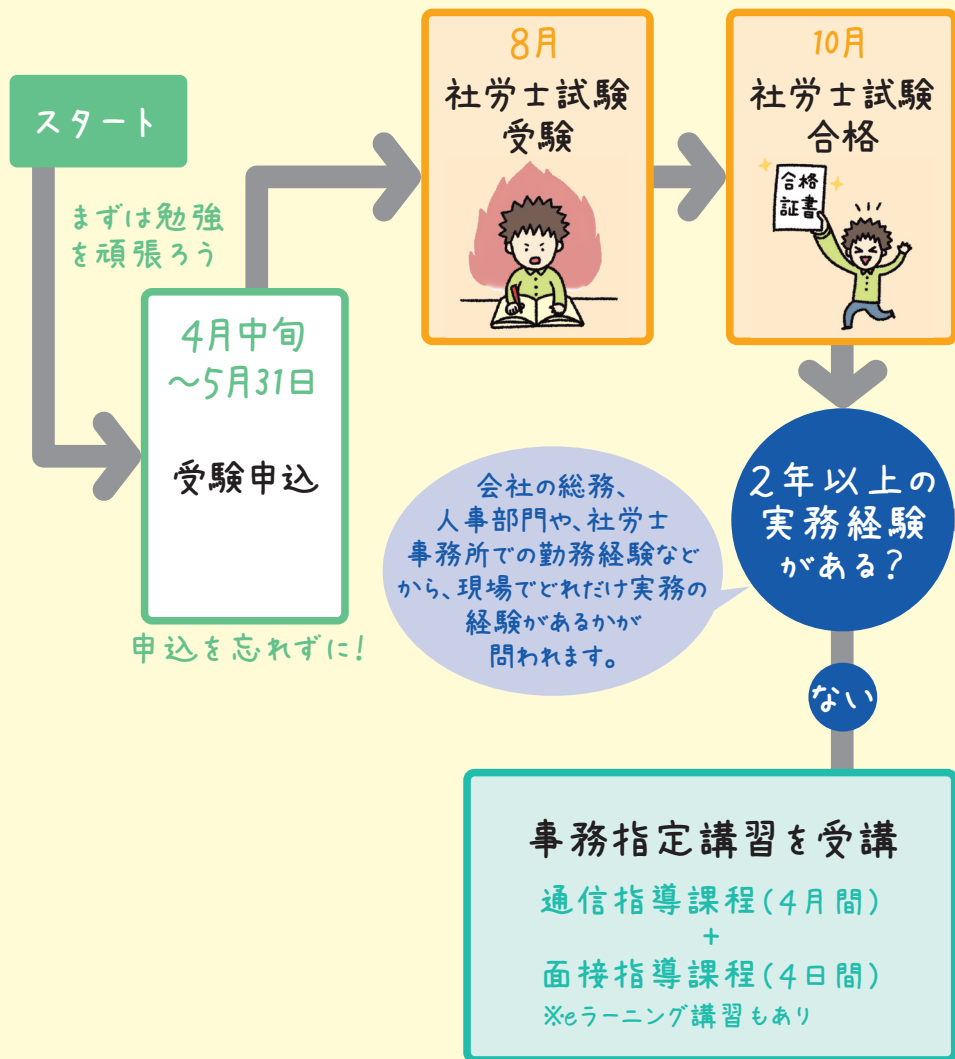 スタート
まずは勉強
を頑張ろう
4月中旬
～5月31日
受験申込
申込を忘れずに!
8月
社労士試験
受験
10月
社労士試験
合格
合格
証書
2年以上の
実務経験
がある?
会社の総務、
人事部門や、社労士
事務所での勤務経験など
から、現場でどれだけ実務の
経験があるかが
問われます。
ない
事務指定講習を受講
通信指導課程(4月間)
+
面接指導課程(4日間)
※eラーニング講習もあり